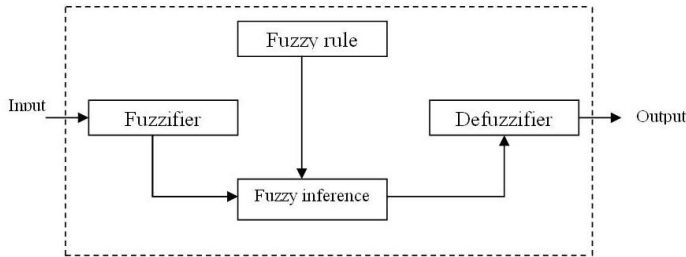 Fuzzy rule
Input
Fuzzifier
Defuzzifier
Output
Fuzzy inference